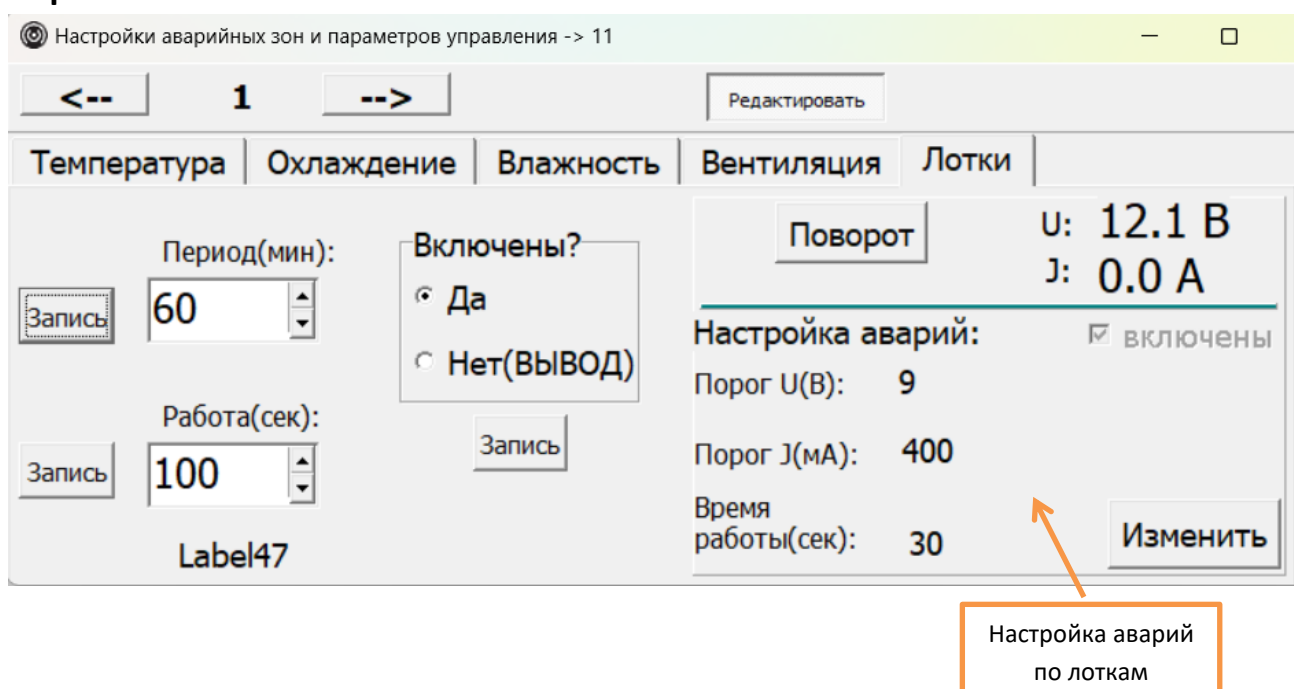 Настройки аварийных зон и параметров управления -> 11
<-- 1 --> Редактировать
Температура Охлаждение Влажность Вентиляция Лотки
Период(мин):
Запись 60
Работа(сек):
Запись 100
Label47
Включены?
Да
Нет(ВЫВОД)
Запись
Поворот
U: 12.1 В
J: 0.0 А
Настройка аварий: включены
Порог U(В): 9
Порог J(мА): 400
Время
работы(сек): 30
Изменить
Настройка аварий
по лоткам